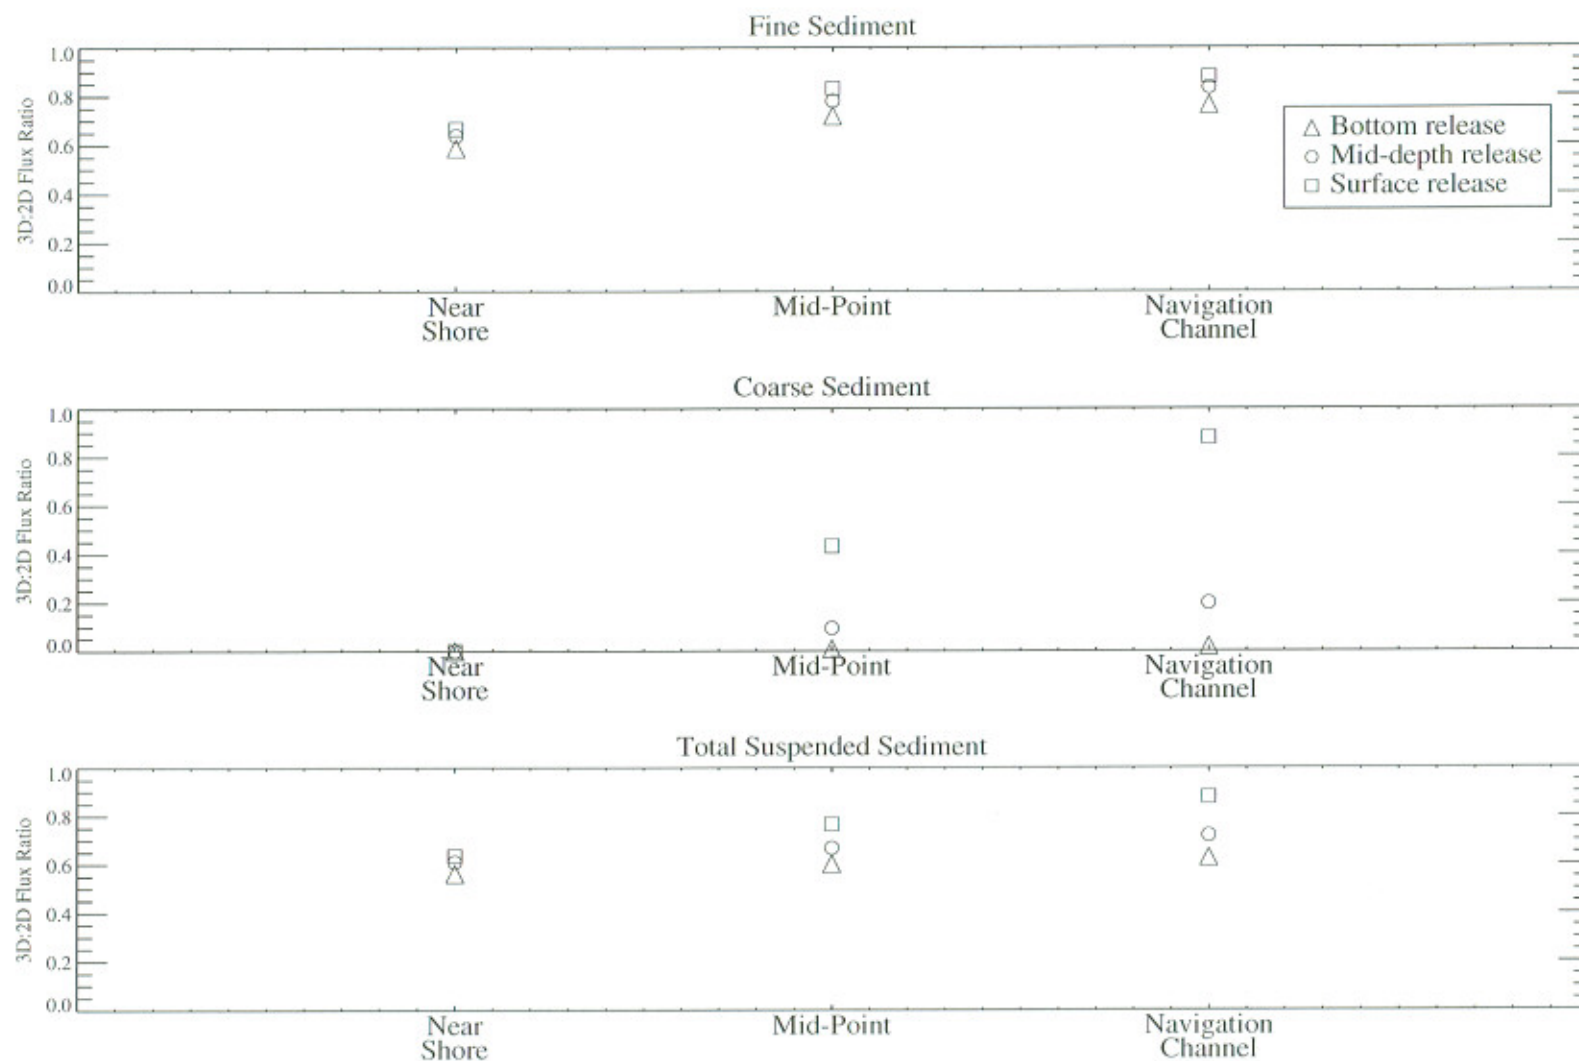 Fine Sediment
3D:2D Flux Ratio
1.0
0.8
0.6
0.4
0.2
0.0
△ Bottom release
○ Mid-depth release
□ Surface release
Near
Shore
Mid-Point
Navigation
Channel
Coarse Sediment
3D:2D Flux Ratio
1.0
0.8
0.6
0.4
0.2
0.0
Near
Shore
Mid-Point
Navigation
Channel
Total Suspended Sediment
3D:2D Flux Ratio
1.0
0.8
0.6
0.4
0.2
0.0
Near
Shore
Mid-Point
Navigation
Channel